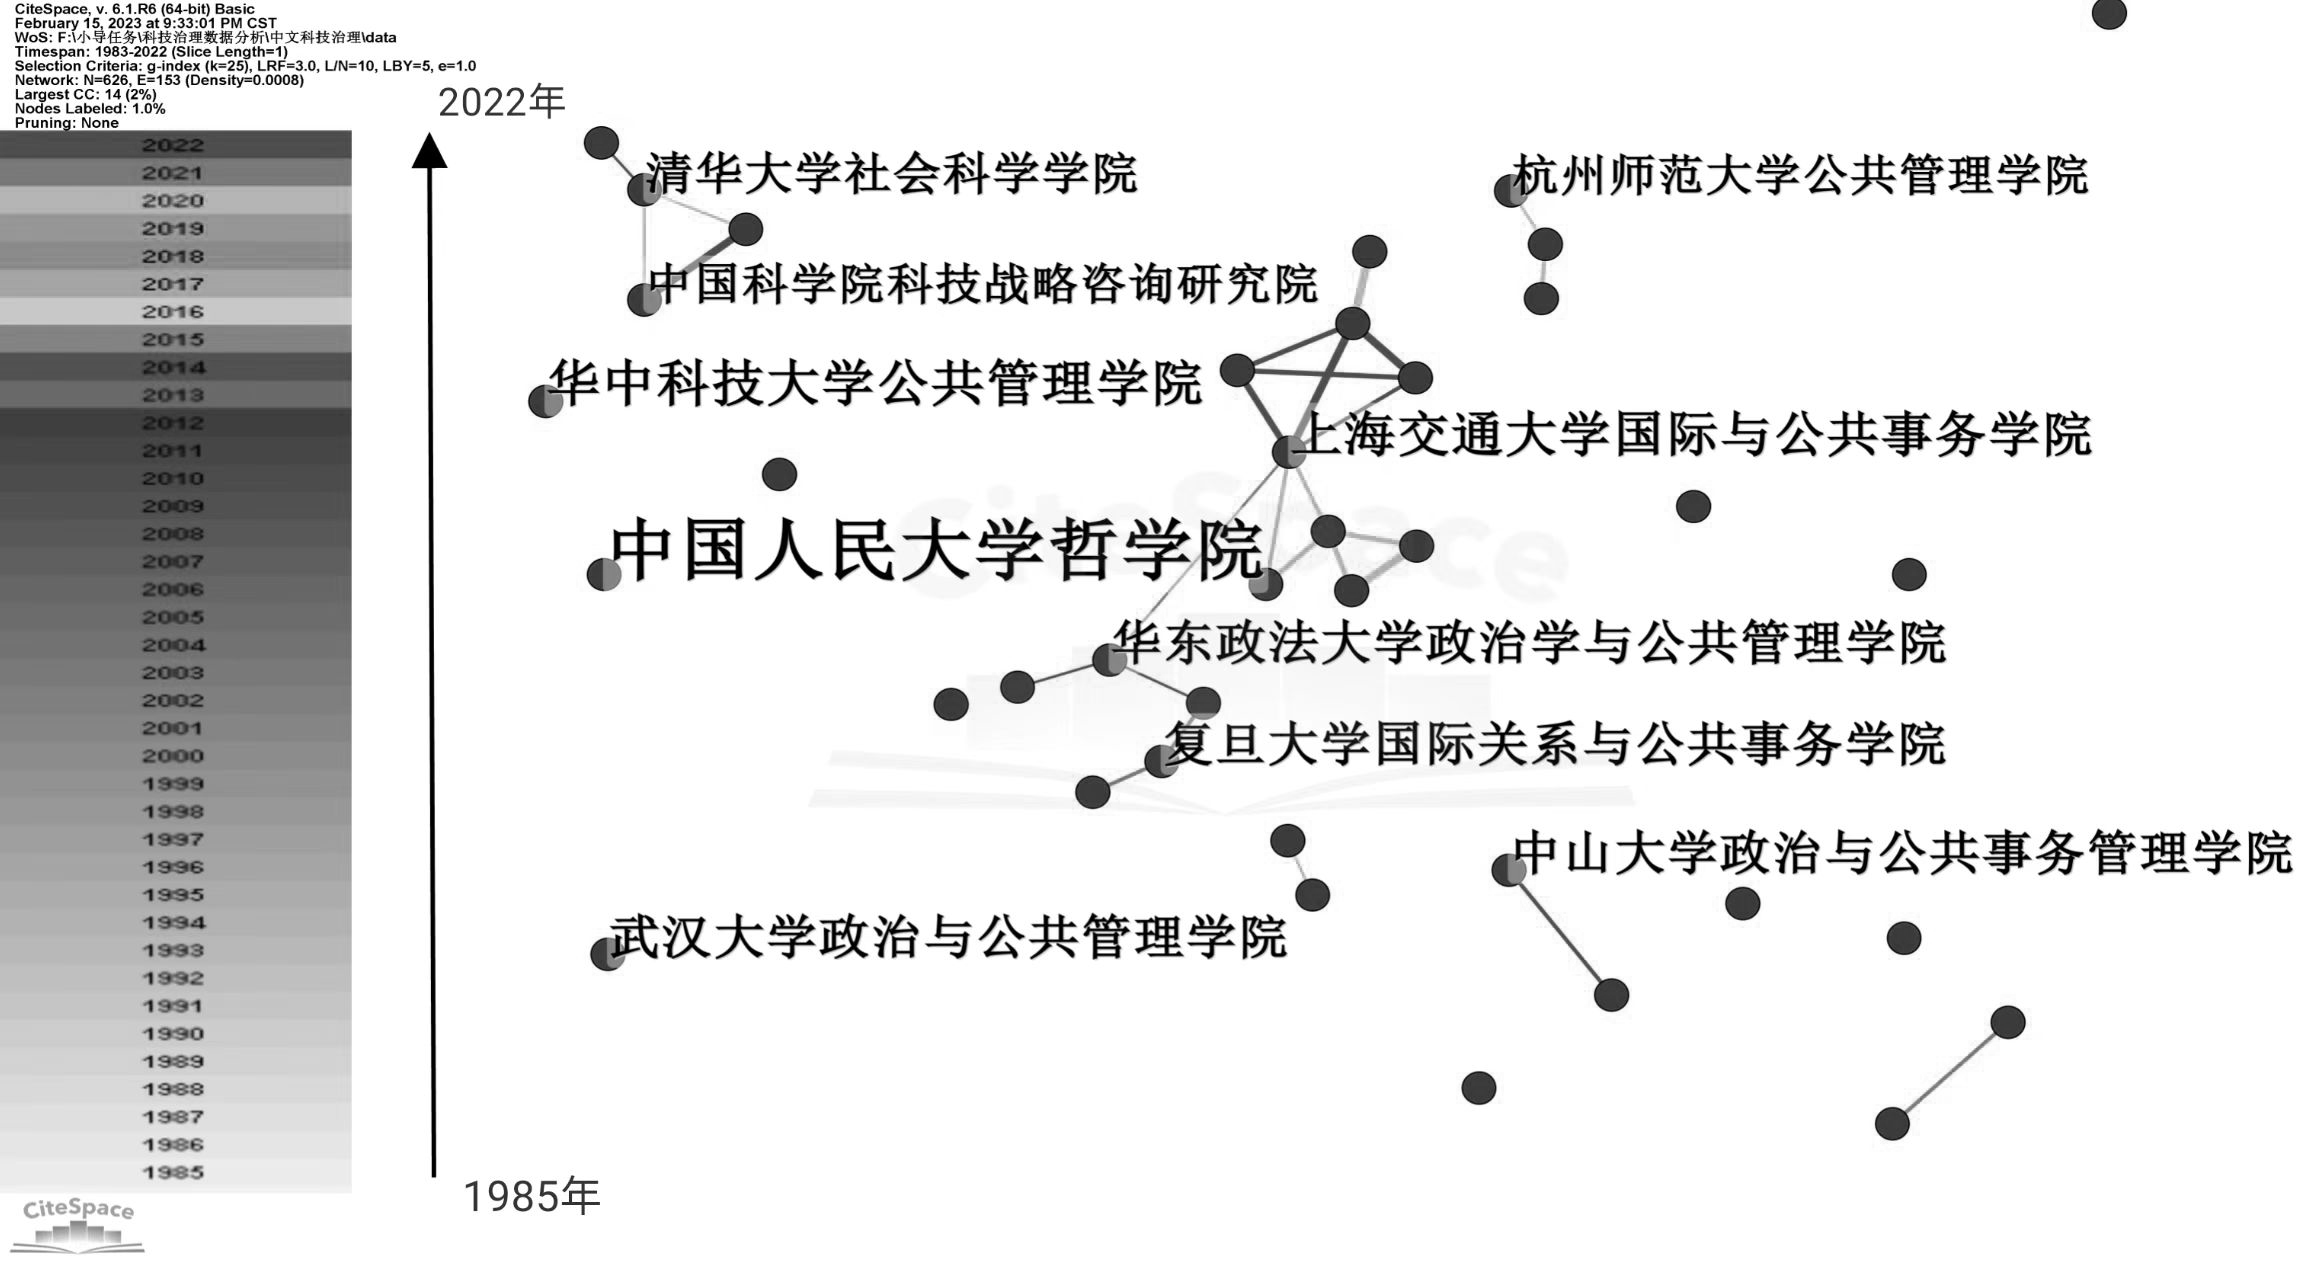 CiteSpace, v. 6.1.R6 (64-bit) Basic
February 15, 2023 at 9:33:01 PM CST
WoS: F:\小导任务\科技治理数据分析\中文科技治理\data
Timespan: 1983-2022 (Slice Length=1)
Selection Criteria: g-index (k=25), LRF=3.0, L/N=10, LBY=5, e=1.0
Network: N=626, E=153 (Density=0.0008)
Largest CC: 14 (2%)
Nodes Labeled: 1.0%
Pruning: None
2022
2021
2020
2019
2018
2017
2016
2015
2014
2013
2012
2011
2010
2009
2008
2007
2006
2005
2004
2003
2002
2001
2000
1999
1998
1997
1996
1995
1994
1993
1992
1991
1990
1989
1988
1987
1986
1985
CiteSpace
2022年
1985年
清华大学社会科学学院
杭州师范大学公共管理学院
中国科学院科技战略咨询研究院
华中科技大学公共管理学院
上海交通大学国际与公共事务学院
中国人民大学哲学院
CiteSpace
华东政法大学政治学与公共管理学院
复旦大学国际关系与公共事务学院
中山大学政治与公共事务管理学院
武汉大学政治与公共管理学院